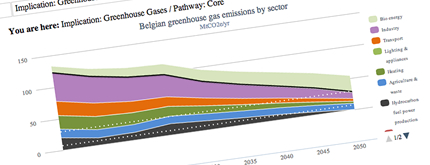 Implication: Greenhou
You are here: Implication: Greenhouse Gases / Pathway: Core
Belgian greenhouse gas emissions by sector
MtCO2e/yr
150
100
50
0
2035
2040
2045
2050
Bio-energy
Industry
Transport
Lighting &
appliances
Heating
Agriculture &
waste
Hydrocarbon
fuel power
production
1/2